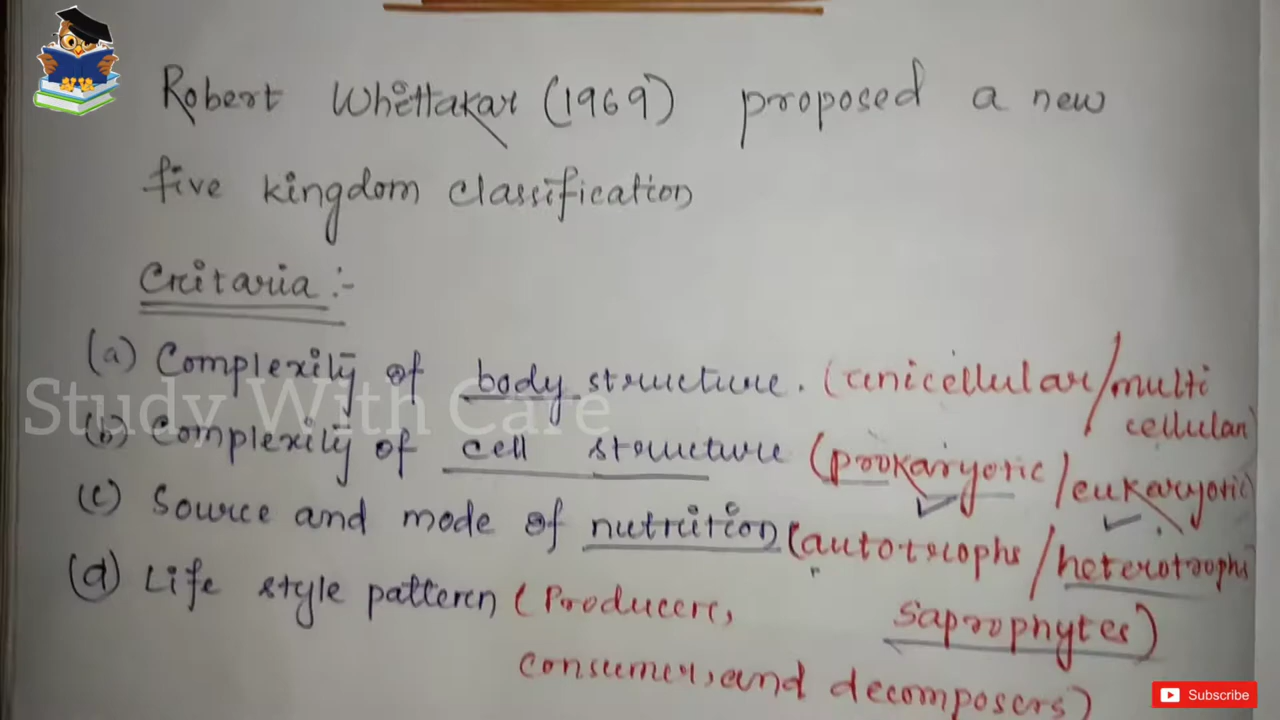 Robert Whittakar (1969) proposed a new
five kingdom classification
Critaria :-
(a) Complexity of body structure. (unicellular/multi
cellular)
(b) Complexity of cell structure (prokaryotic/eukaryotic)
(c) Source and mode of nutrition (autotrophs/heterotrophs
saprophytes)
(d) Life style pattern (Producer,
consumer, and decomposers)
Study With Care
Subscribe